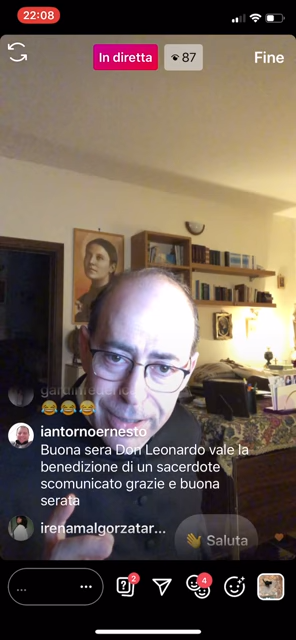 22:08
In diretta
87
Fine
gardinfrederic
😂😂😂
iantornoernesto
Buona sera Don Leonardo vale la
benedizione di un sacerdote
scomunicato grazie e buona
serata
irenamalgorzatar...
👋 Saluta
...
2
4